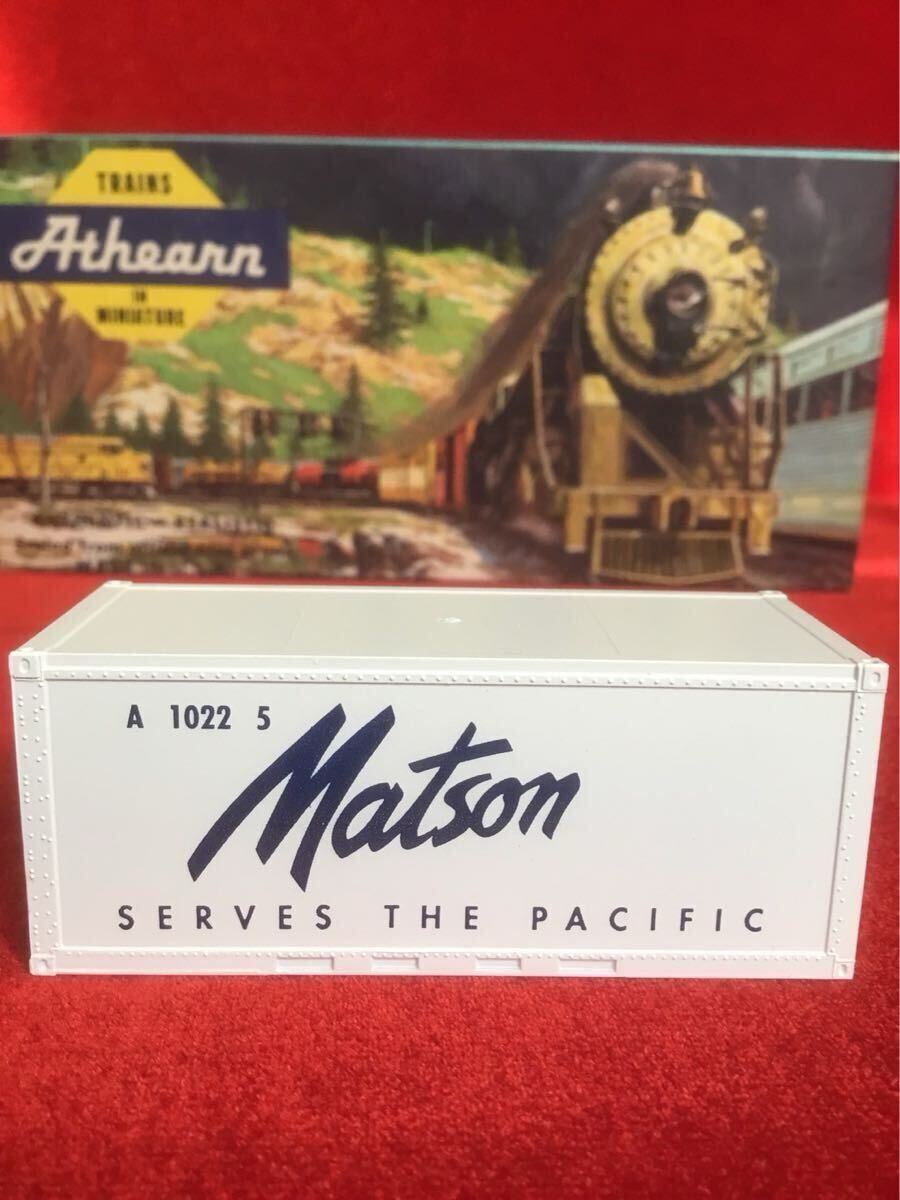 TRAINS
Athearn
IN
MINIATURE
A 1022 5
Matson
SERVES THE PACIFIC